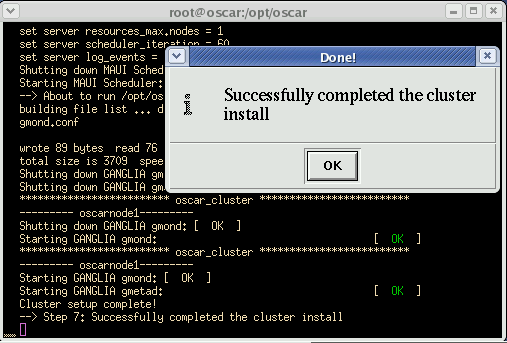 root@oscar:/opt/oscar
set server resources_max.nodes = 1
set server scheduler_iteration = 60
set server log_events =
Shutting down MAUI Sched
Starting MAUI Scheduler:
--> About to run /opt/os
building file list ... d
gmond.conf
wrote 89 bytes  read 76
total size is 3709  spee
Shutting down GANGLIA gm
Shutting down GANGLIA gm
Done!
Successfully completed the cluster
install
OK
************************* oscar_cluster *************************
--------- oscarnode1---------
Shutting down GANGLIA gmond: [  OK  ]
Starting GANGLIA gmond: [  OK  ]
************************* oscar_cluster *************************
--------- oscarnode1---------
Starting GANGLIA gmond: [  OK  ]
Starting GANGLIA gmetad: [  OK  ]
Cluster setup complete!
--> Step 7: Successfully completed the cluster install